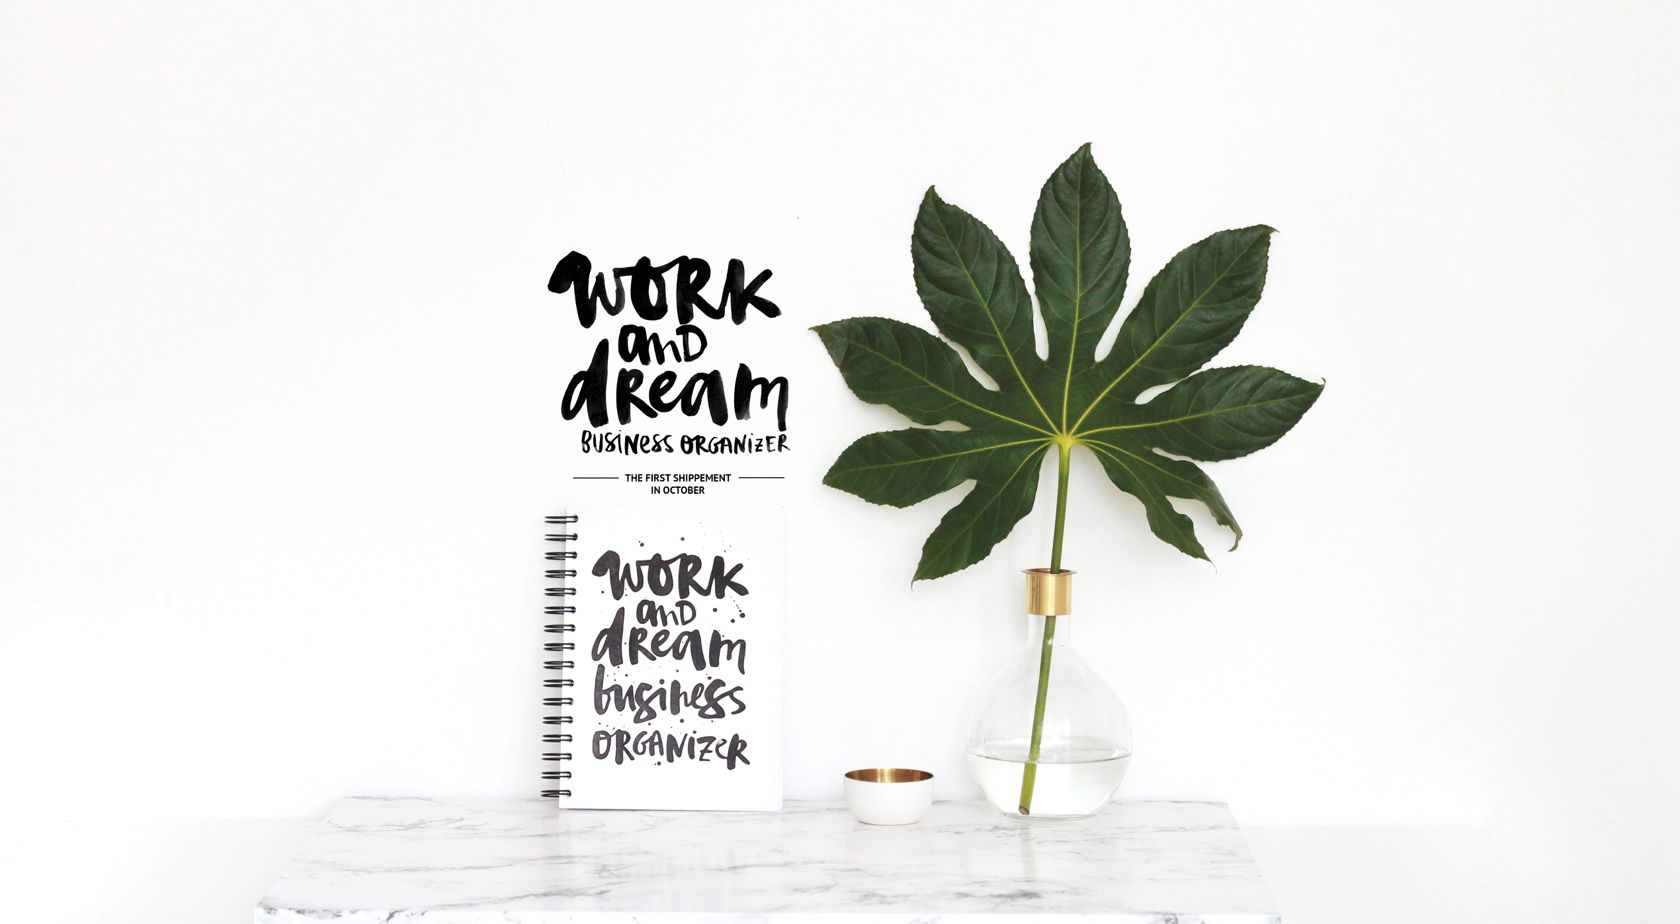 WORK
and
dream
BUSINESS ORGANIZER
THE FIRST SHIPPEMENT
IN OCTOBER
WORK
and
dream
business
ORGANIZER